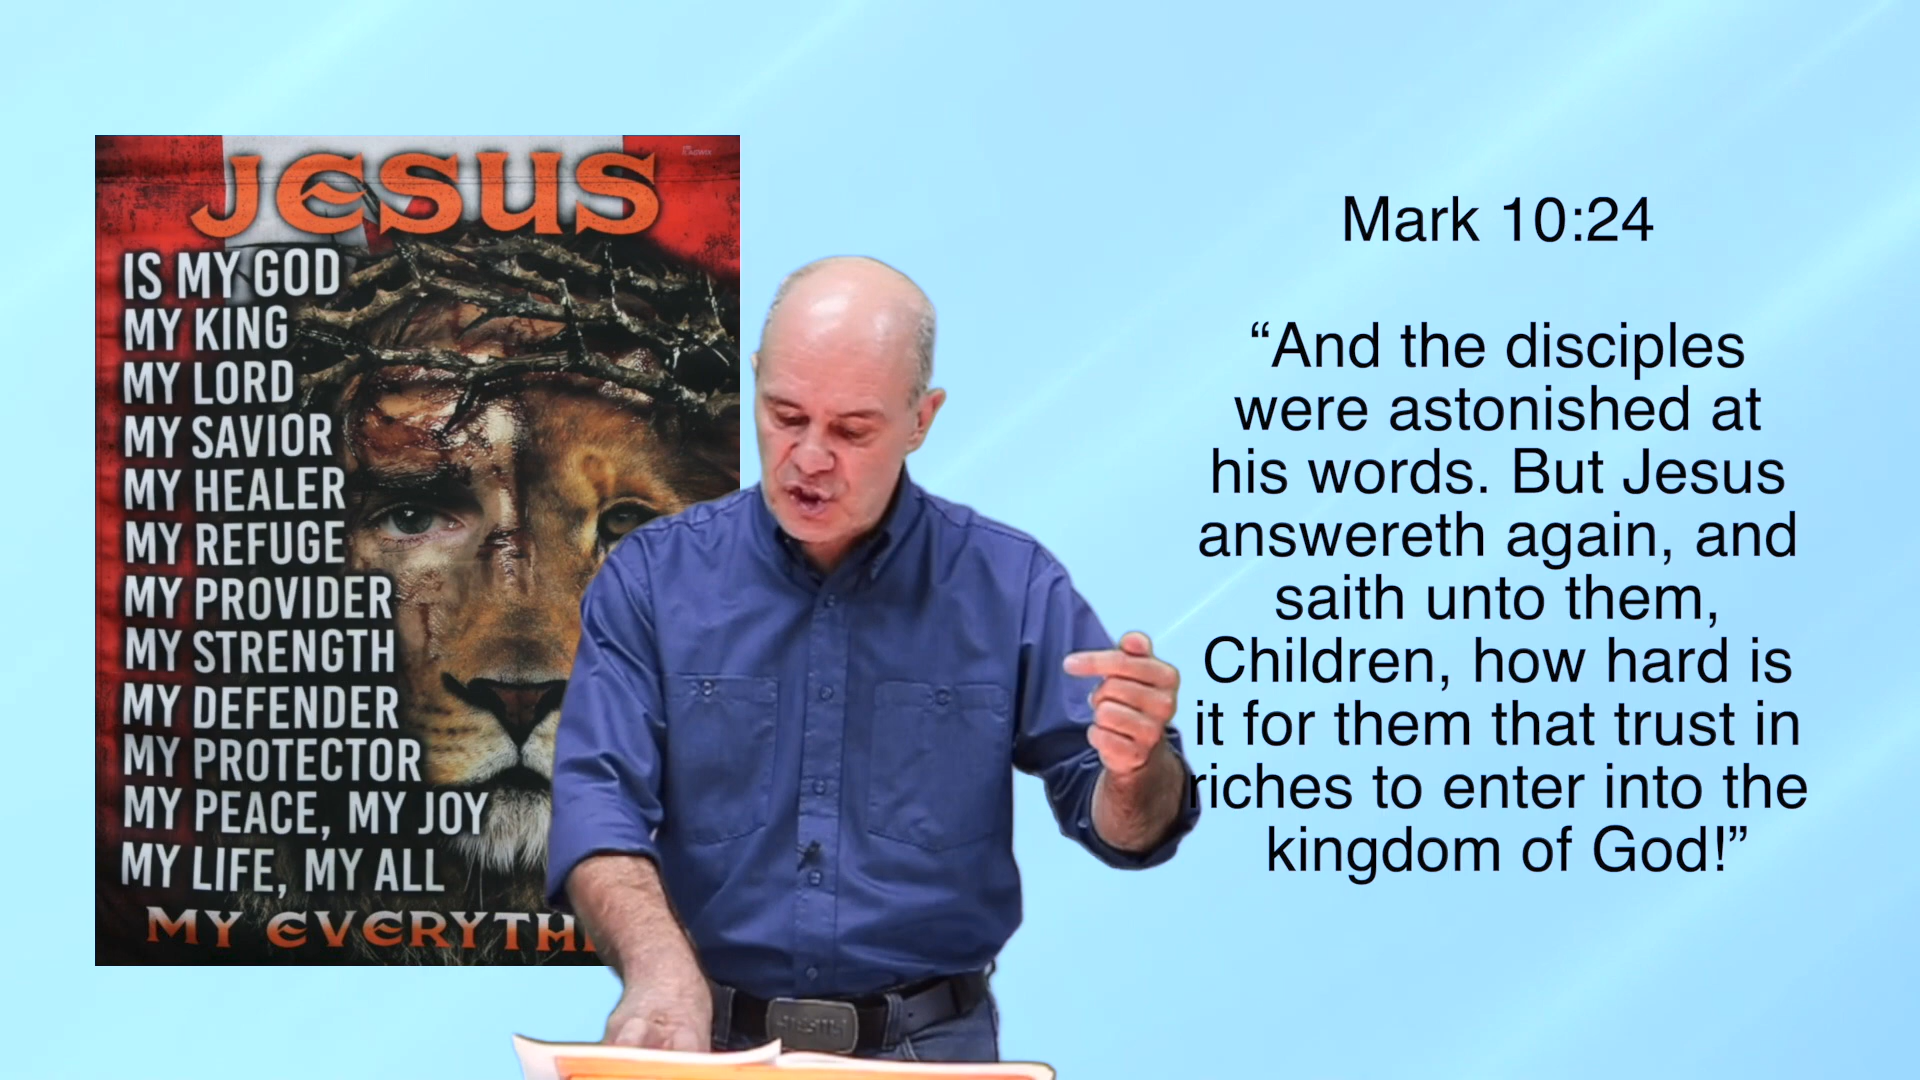 JESUS
IS MY GOD
MY KING
MY LORD
MY SAVIOR
MY HEALER
MY REFUGE
MY PROVIDER
MY STRENGTH
MY DEFENDER
MY PROTECTOR
MY PEACE, MY JOY
MY LIFE, MY ALL
MY
Mark 10:24
“And the disciples
were astonished at
his words. But Jesus
answereth again, and
saith unto them,
Children, how hard is
it for them that trust in
riches to enter into the
kingdom of God!”
JESUS